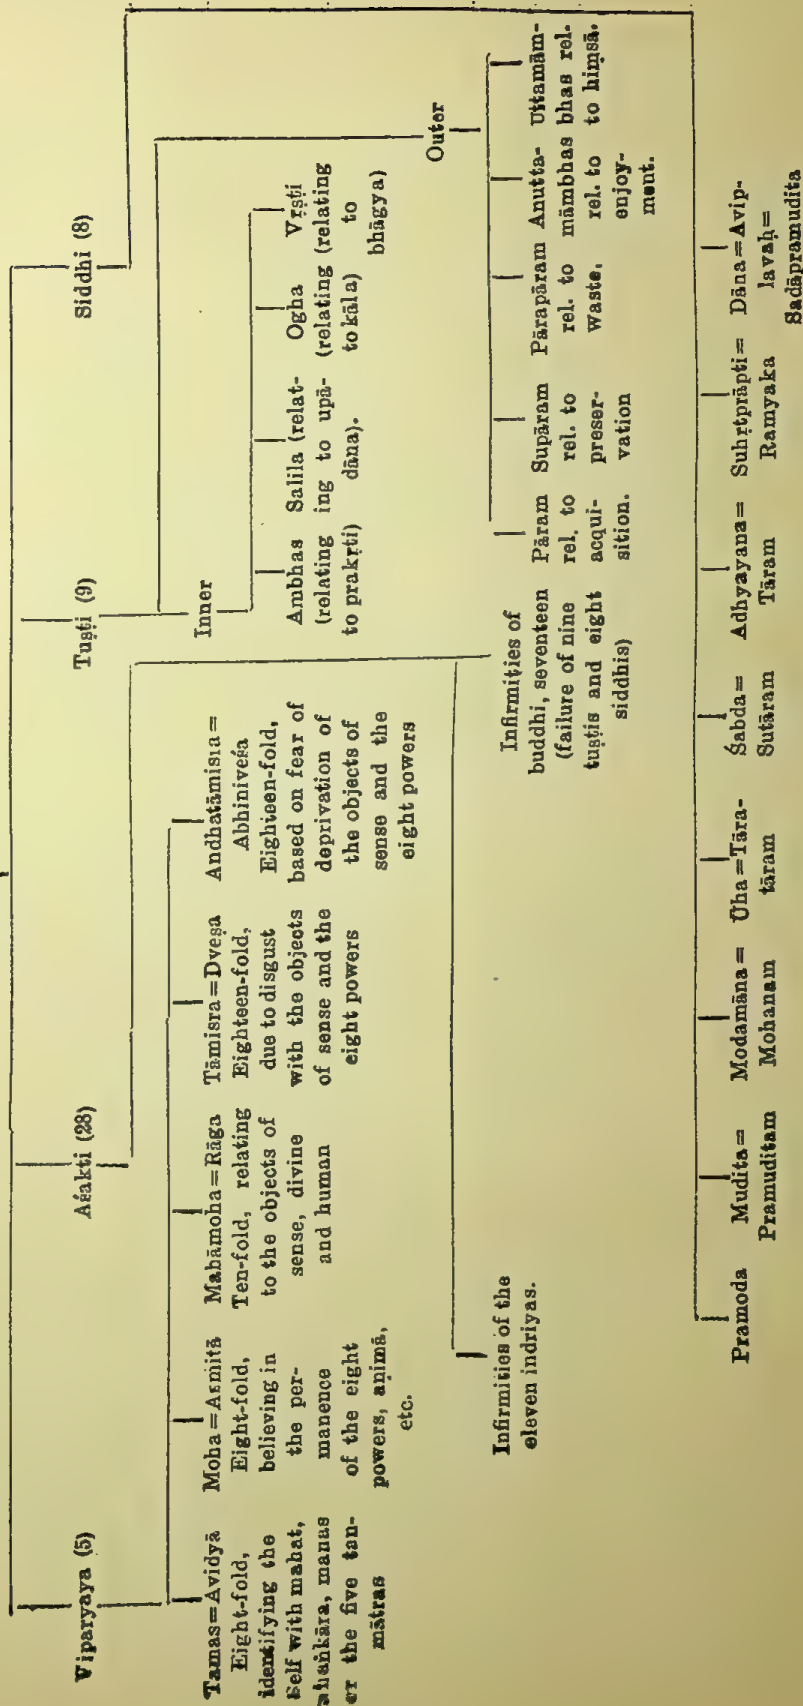 Viparyaya (5)
Aśakti (28)
Tuṣṭi (9)
Siddhi (8)
Tamas=Avidyā
Eight-fold,
identifying the
Self with mahat,
ahaṅkāra, manas
or the five tan-
mātras
Moha=Asmitā
Eight-fold,
believing in
the per-
manence
of the eight
powers, aṇimā,
etc.
Mahāmoha=Rāga
Ten-fold, relating
to the objects of
sense, divine
and human
Tāmisra=Dveṣa
Eighteen-fold,
due to disgust
with the objects
of sense and the
eight powers
Andhatāmisra=
Abhiniveśa
Eighteen-fold,
based on fear of
deprivation of
the objects of
sense and the
eight powers
Inner
Outer
Ambhas
(relating
to prakṛti)
Salila (relat-
ing to upā-
dāna).
Ogha
(relating
to kāla)
Vṛṣṭi
(relating
to
bhāgya)
Infirmities of the
eleven indriyas.
Infirmities of
buddhi, seventeen
(failure of nine
tuṣṭis and eight
siddhis)
Pāram
rel. to
acqui-
sition.
Supāram
rel. to
preser-
vation
Pārapāram
rel. to
Waste.
Anutta-
māmbhas
rel. to
enjoy-
ment.
Uttamām-
bhas rel.
to hiṃsā.
Pramoda
Mudita=
Pramuditam
Modamāna=
Mohanam
Ūha=Tāra-
tāram
Śabda=
Sutāram
Adhyayana=
Tāram
Suhṛtprāpti=
Ramyaka
Dāna=Avip-
lavaḥ=
Sadāpramudita